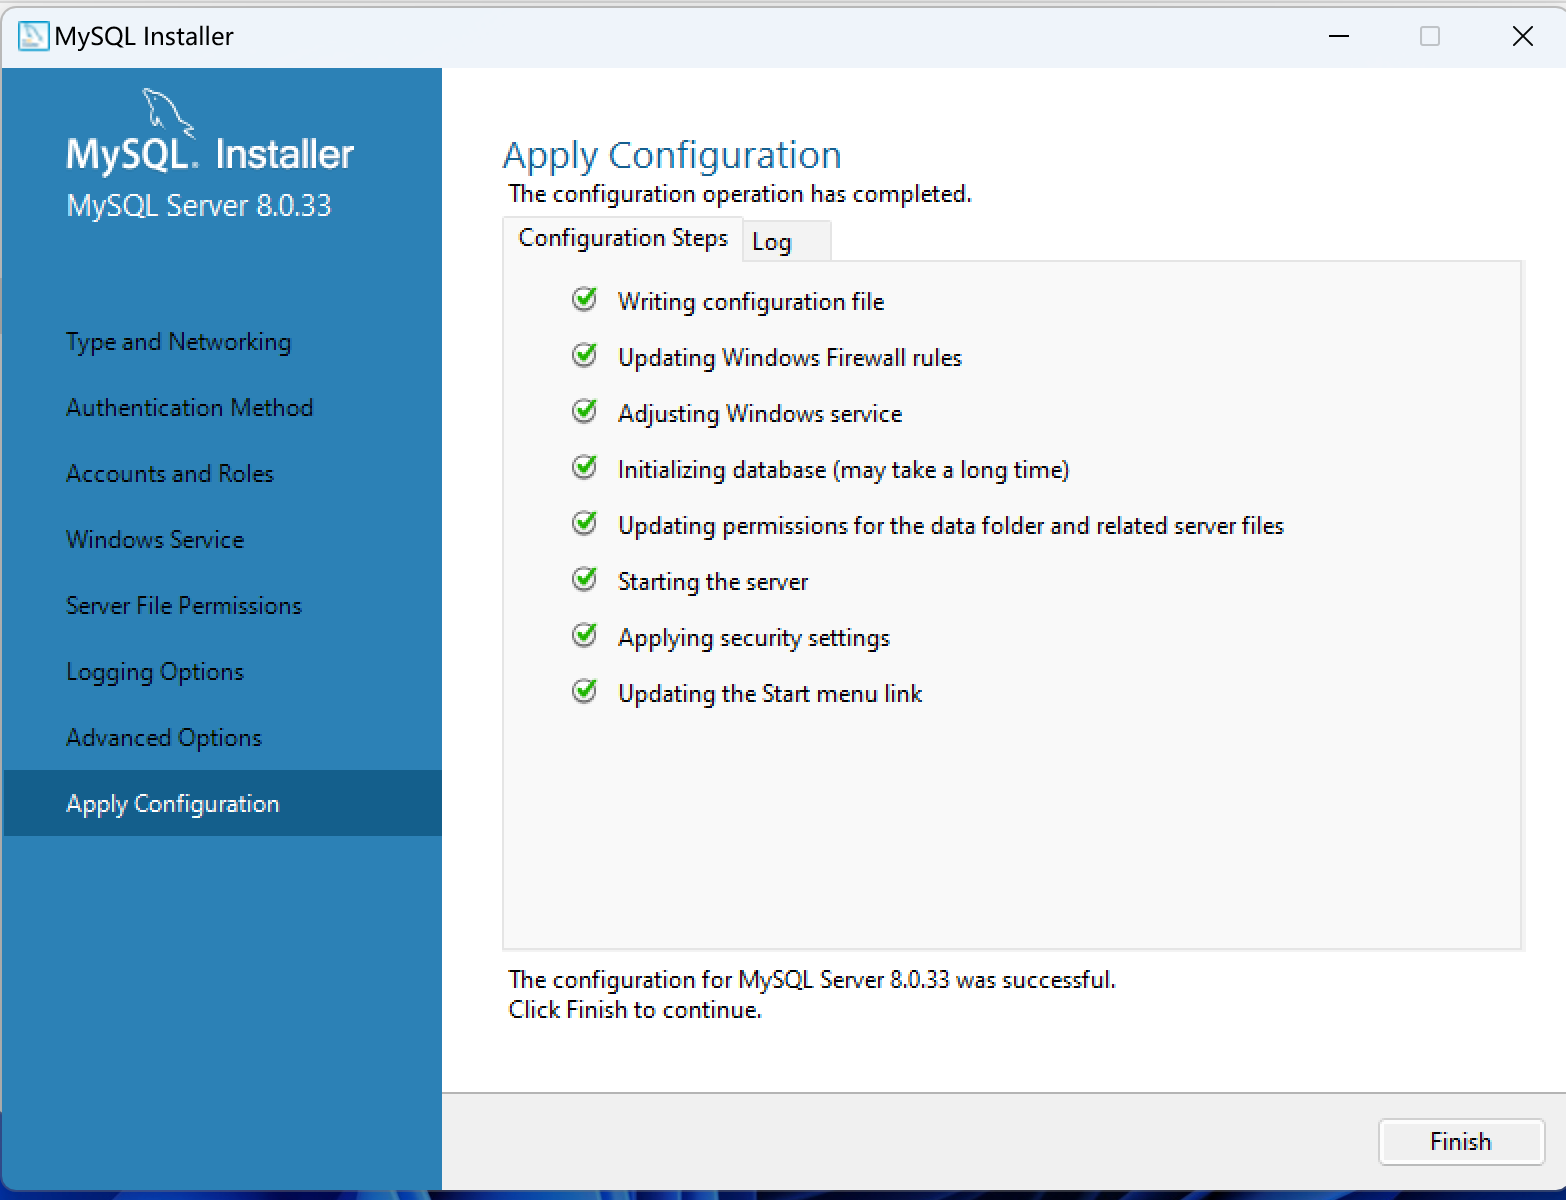 MySQL Installer
MySQL. Installer
MySQL Server 8.0.33
Type and Networking
Authentication Method
Accounts and Roles
Windows Service
Server File Permissions
Logging Options
Advanced Options
Apply Configuration
Apply Configuration
The configuration operation has completed.
Configuration Steps
Log
Writing configuration file
Updating Windows Firewall rules
Adjusting Windows service
Initializing database (may take a long time)
Updating permissions for the data folder and related server files
Starting the server
Applying security settings
Updating the Start menu link
The configuration for MySQL Server 8.0.33 was successful.
Click Finish to continue.
Finish